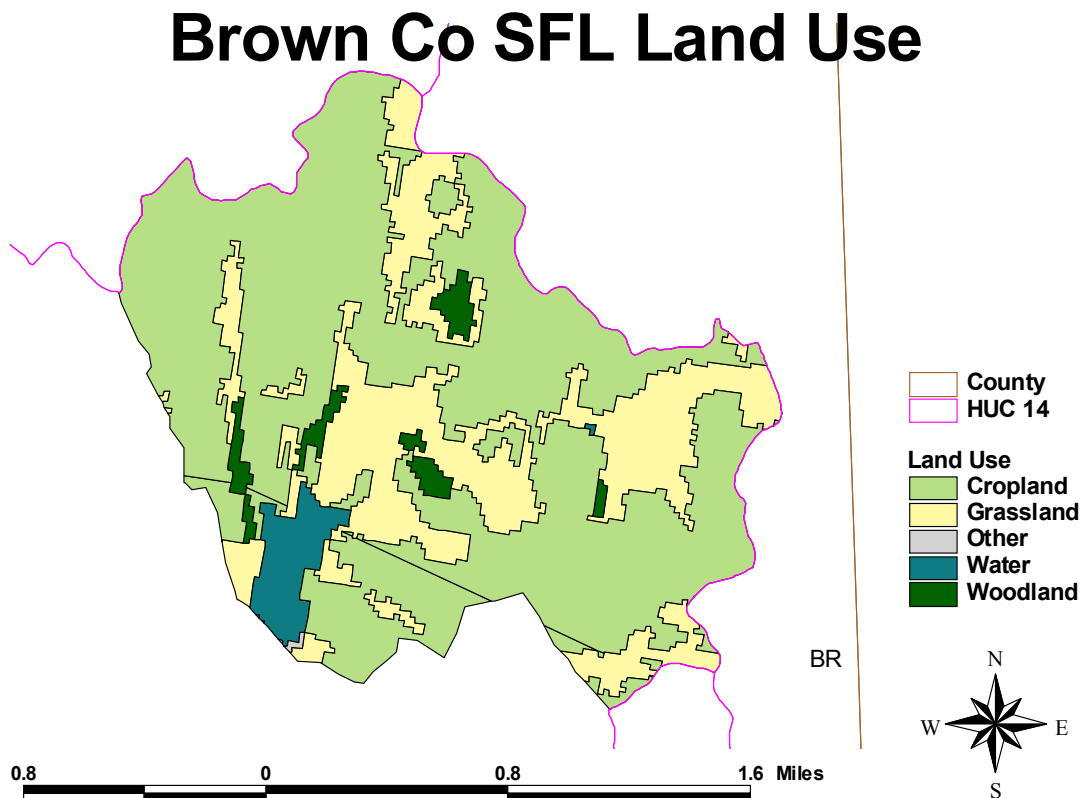 Brown Co SFL Land Use
County
HUC 14
Land Use
Cropland
Grassland
Other
Water
Woodland
BR
N
W E
S
0.8 0 0.8 1.6 Miles